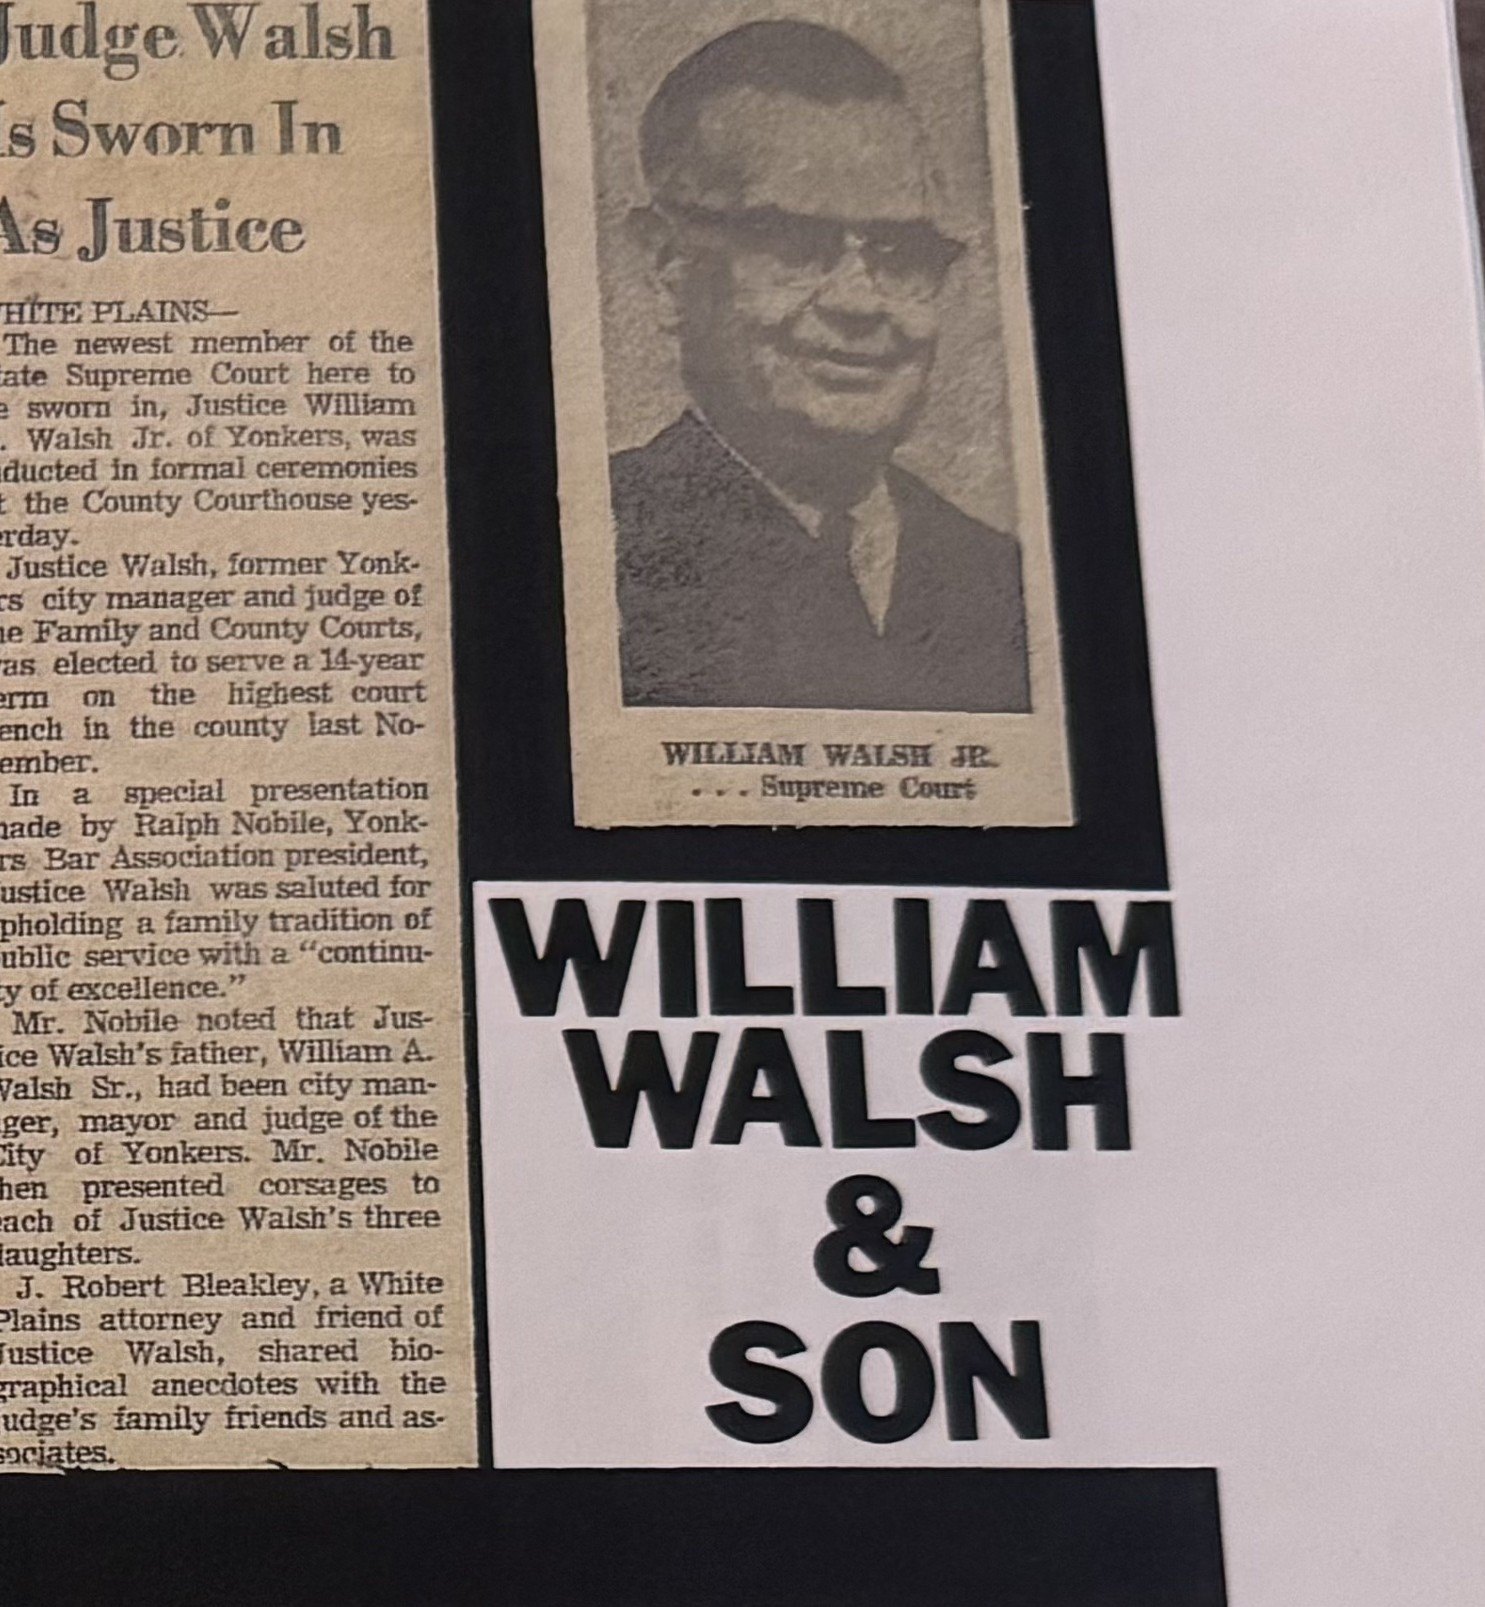 Judge Walsh
Is Sworn In
As Justice
HITE PLAINS—
The newest member of the
tate Supreme Court here to
e sworn in, Justice William
. Walsh Jr. of Yonkers, was
ducted in formal ceremonies
t the County Courthouse yes-
erday.
Justice Walsh, former Yonk-
rs city manager and judge of
he Family and County Courts,
as elected to serve a 14-year
erm on the highest court
ench in the county last No-
ember.
In a special presentation
ade by Ralph Nobile, Yonk-
rs Bar Association president,
ustice Walsh was saluted for
pholding a family tradition of
ublic service with a "continu-
ty of excellence."
Mr. Nobile noted that Jus-
ice Walsh's father, William A.
Walsh Sr., had been city man-
ger, mayor and judge of the
City of Yonkers. Mr. Nobile
hen presented corsages to
each of Justice Walsh's three
daughters.
J. Robert Bleakley, a White
Plains attorney and friend of
Justice Walsh, shared bio-
graphical anecdotes with the
udge's family friends and as-
sociates.
WILLIAM WALSH JR.
. . . Supreme Court
WILLIAM
WALSH
&
SON